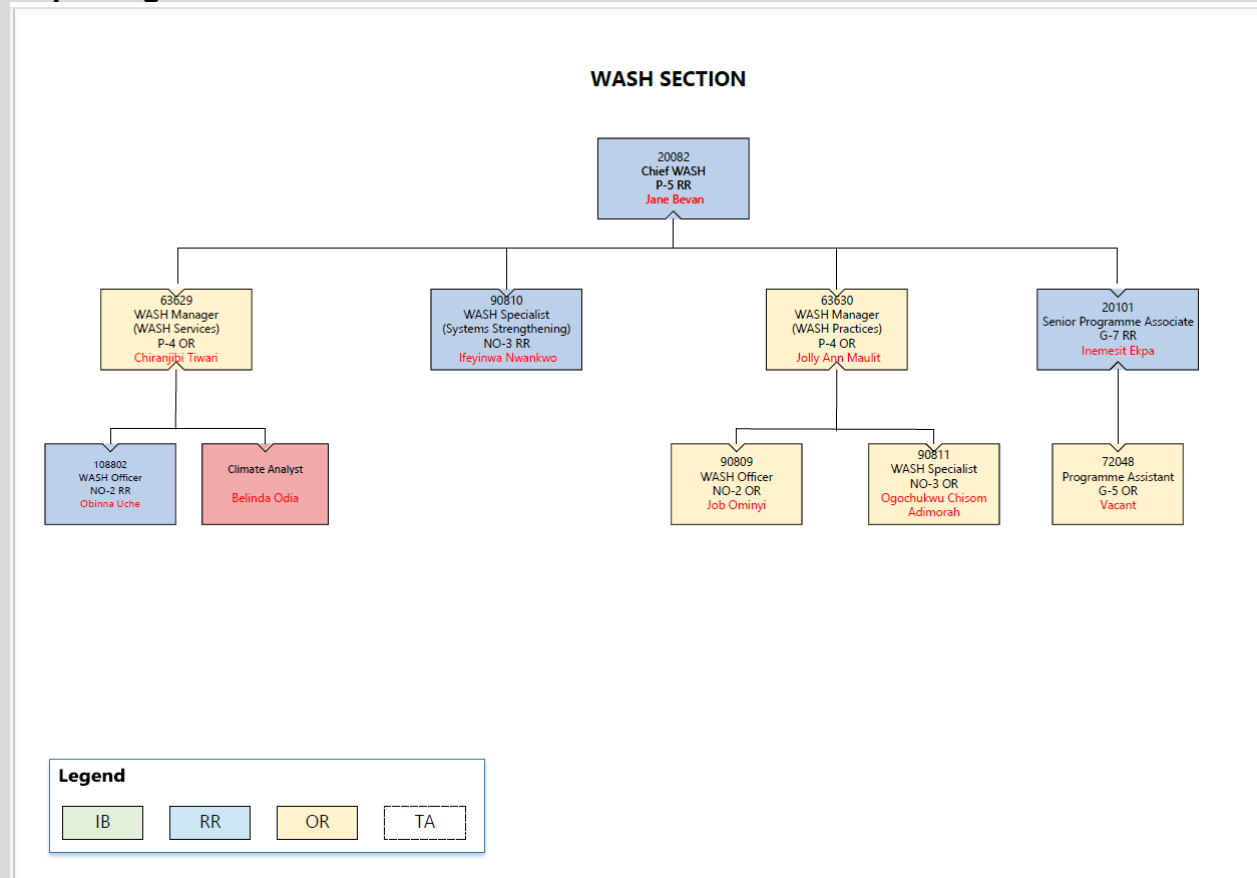 WASH SECTION
20082
Chief WASH
P-5 RR
Jane Bevan
63629
WASH Manager
(WASH Services)
P-4 OR
Chiranjibi Tiwari
90810
WASH Specialist
(Systems Strengthening)
NO-3 RR
Ifeyinwa Nwankwo
63630
WASH Manager
(WASH Practices)
P-4 OR
Jolly Ann Maulit
20101
Senior Programme Associate
G-7 RR
Inemesit Ekpa
108802
WASH Officer
NO-2 RR
Obinna Uche
Climate Analyst
Belinda Odia
90809
WASH Officer
NO-2 OR
Job Ominyi
90811
WASH Specialist
NO-3 OR
Ogochukwu Chisom
Adimorah
72048
Programme Assistant
G-5 OR
Vacant
Legend
IB
RR
OR
TA